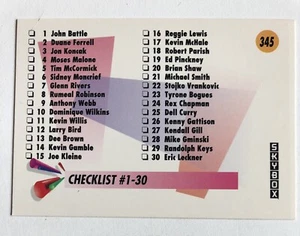 1 John Battle
2 Duane Ferrell
3 Jon Koncak
4 Moses Malone
5 Tim McCormick
6 Sidney Moncrief
7 Glenn Rivers
8 Rumeal Robinson
9 Anthony Webb
10 Dominique Wilkins
11 Kevin Willis
12 Larry Bird
13 Dee Brown
14 Kevin Gamble
15 Joe Kleine
16 Reggie Lewis
17 Kevin McHale
18 Robert Parish
19 Ed Pinckney
20 Brian Shaw
21 Michael Smith
22 Stojko Vrankovic
23 Tyrone Bogues
24 Rex Chapman
25 Dell Curry
26 Kenny Gattison
27 Kendall Gill
28 Mike Gminski
29 Randolph Keys
30 Eric Leckner
345
CHECKLIST #1-30
SKYBOX